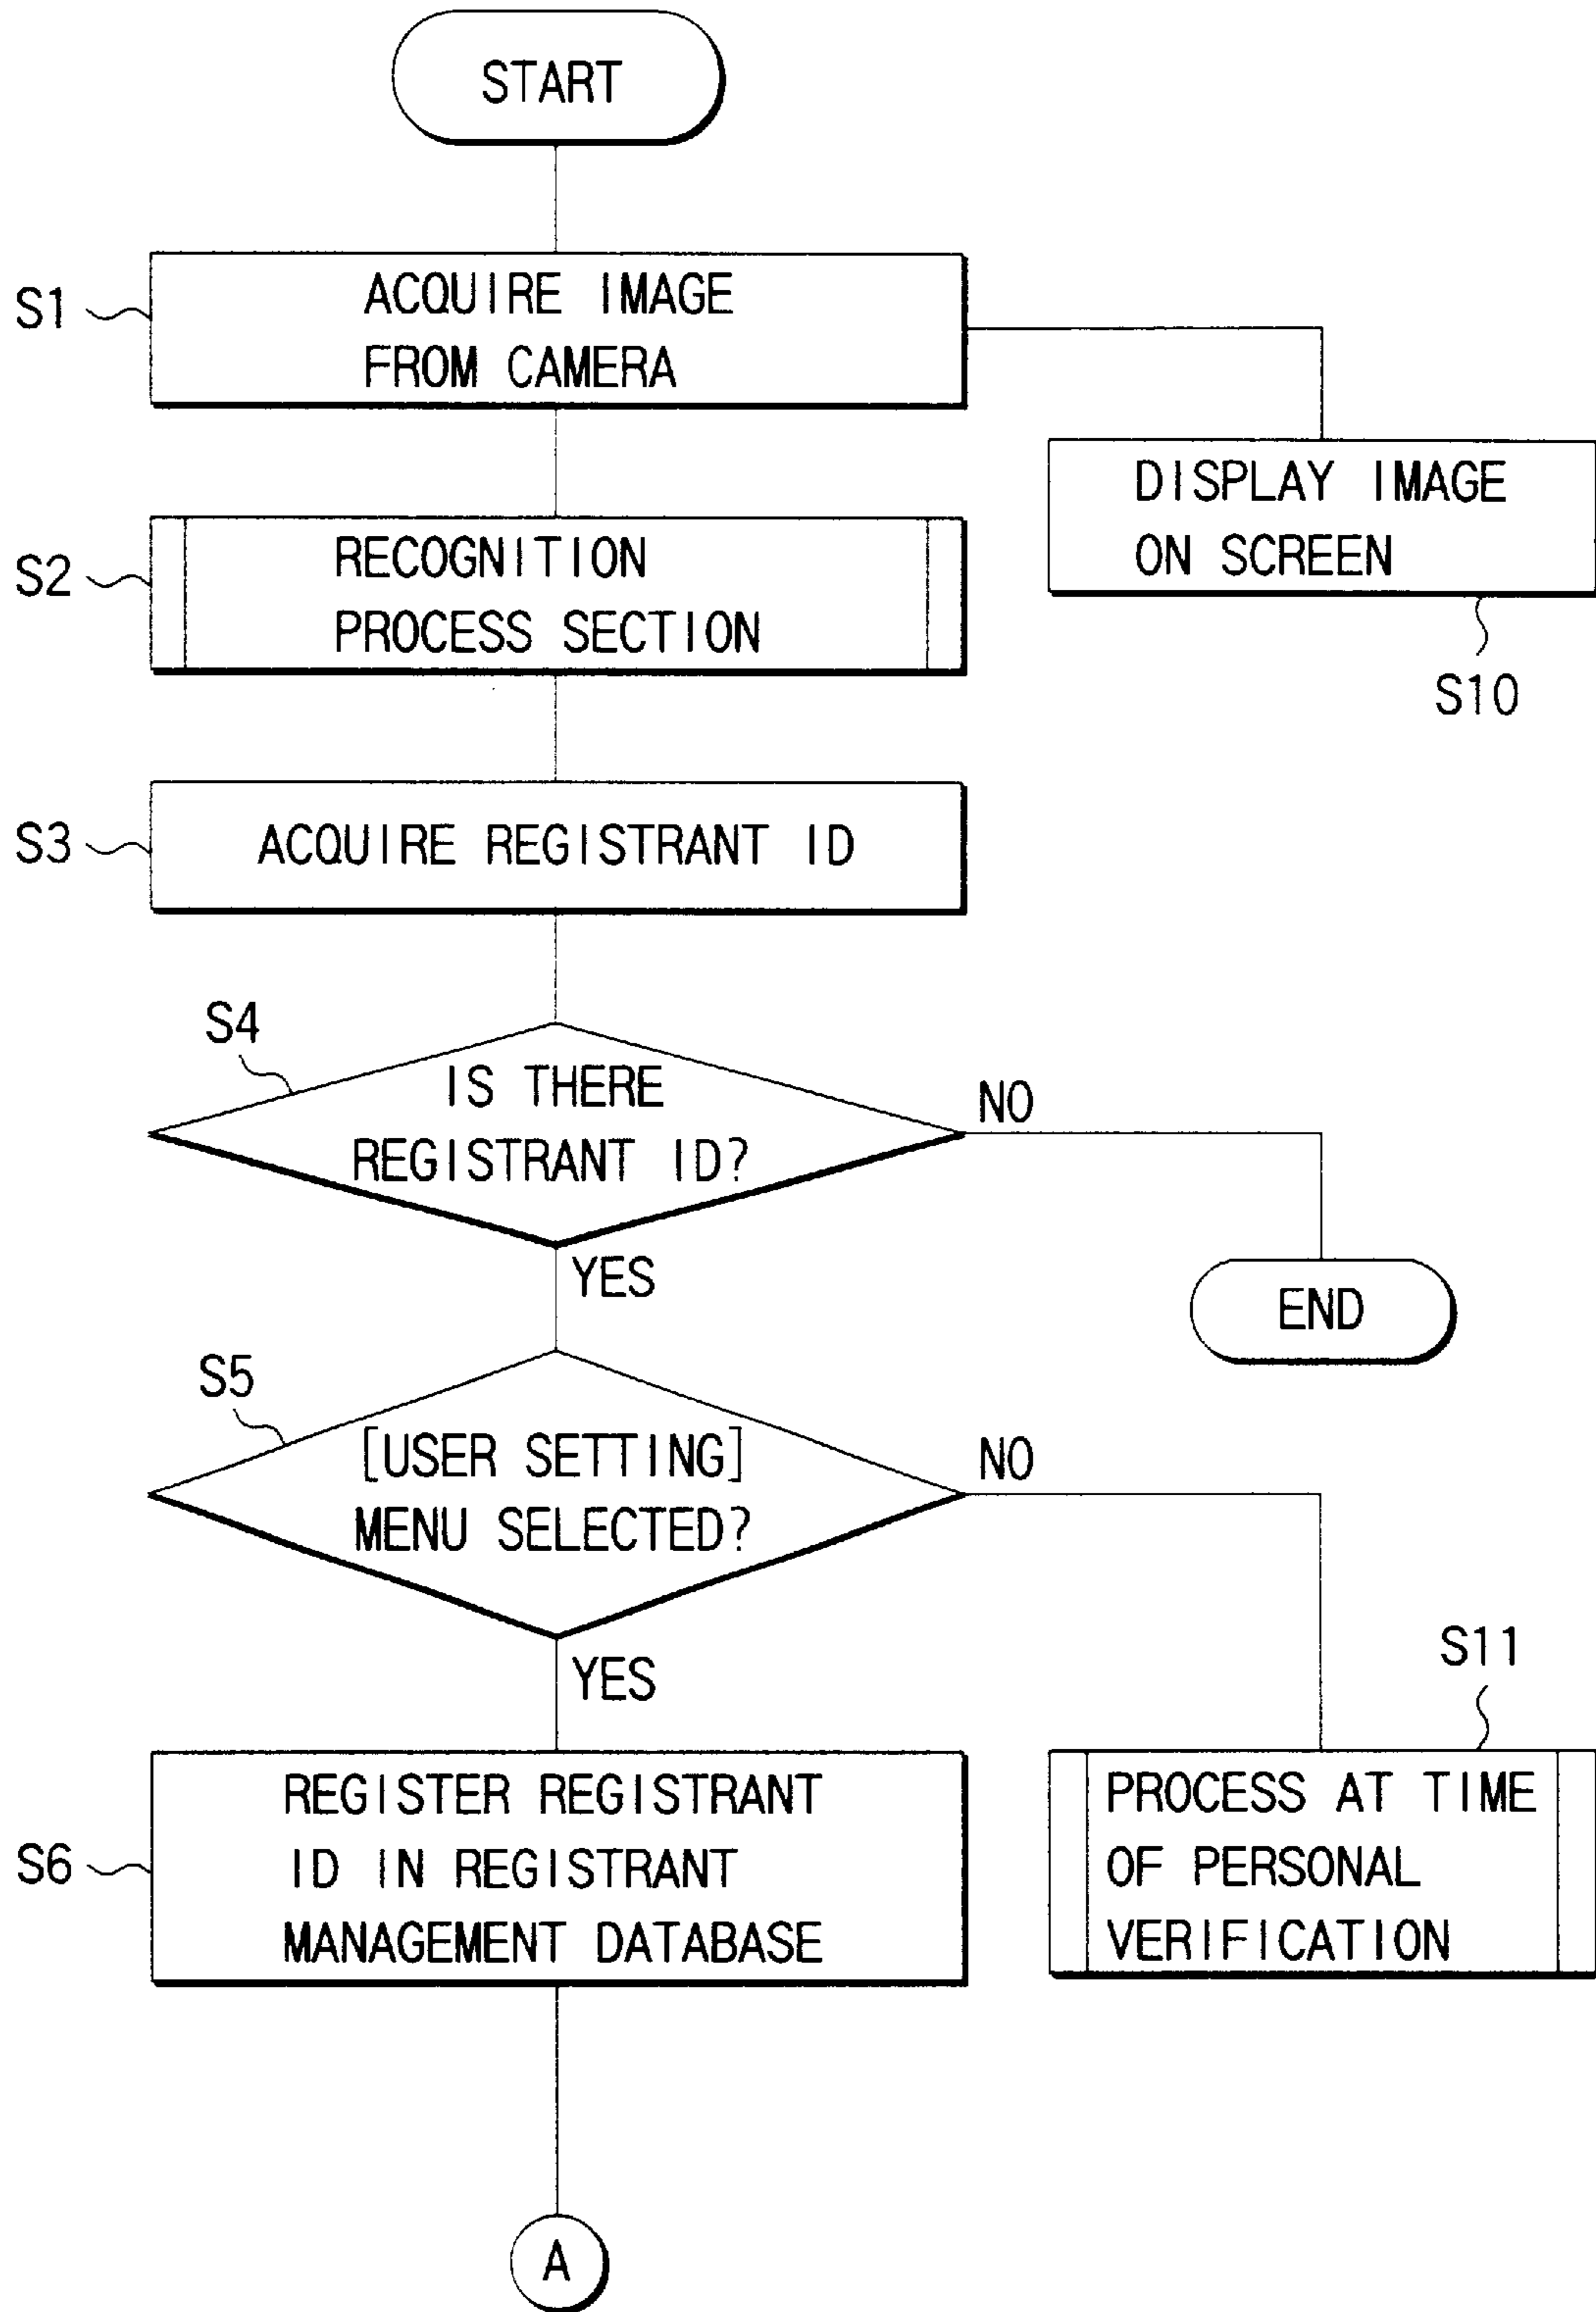 START
S1
ACQUIRE IMAGE
FROM CAMERA
DISPLAY IMAGE
ON SCREEN
S10
S2
RECOGNITION
PROCESS SECTION
S3
ACQUIRE REGISTRANT ID
S4
IS THERE
REGISTRANT ID?
NO
YES
END
S5
[USER SETTING]
MENU SELECTED?
NO
YES
S11
S6
REGISTER REGISTRANT
ID IN REGISTRANT
MANAGEMENT DATABASE
PROCESS AT TIME
OF PERSONAL
VERIFICATION
A